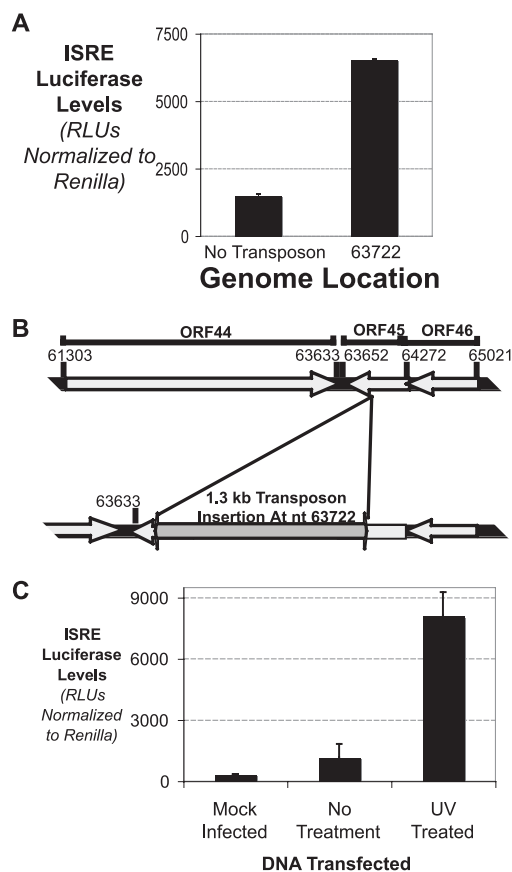 A
ISRE
Luciferase
Levels
(RLUs
Normalized to
Renilla)
7500
5000
2500
0
No Transposon 63722
Genome Location
B
ORF44 ORF45 ORF46
61303 63633 63652 64272 65021
63633
1.3 kb Transposon
Insertion At nt 63722
C
ISRE
Luciferase
Levels
(RLUs
Normalized
to Renilla)
9000
6000
3000
0
Mock
Infected
No
Treatment
UV
Treated
DNA Transfected